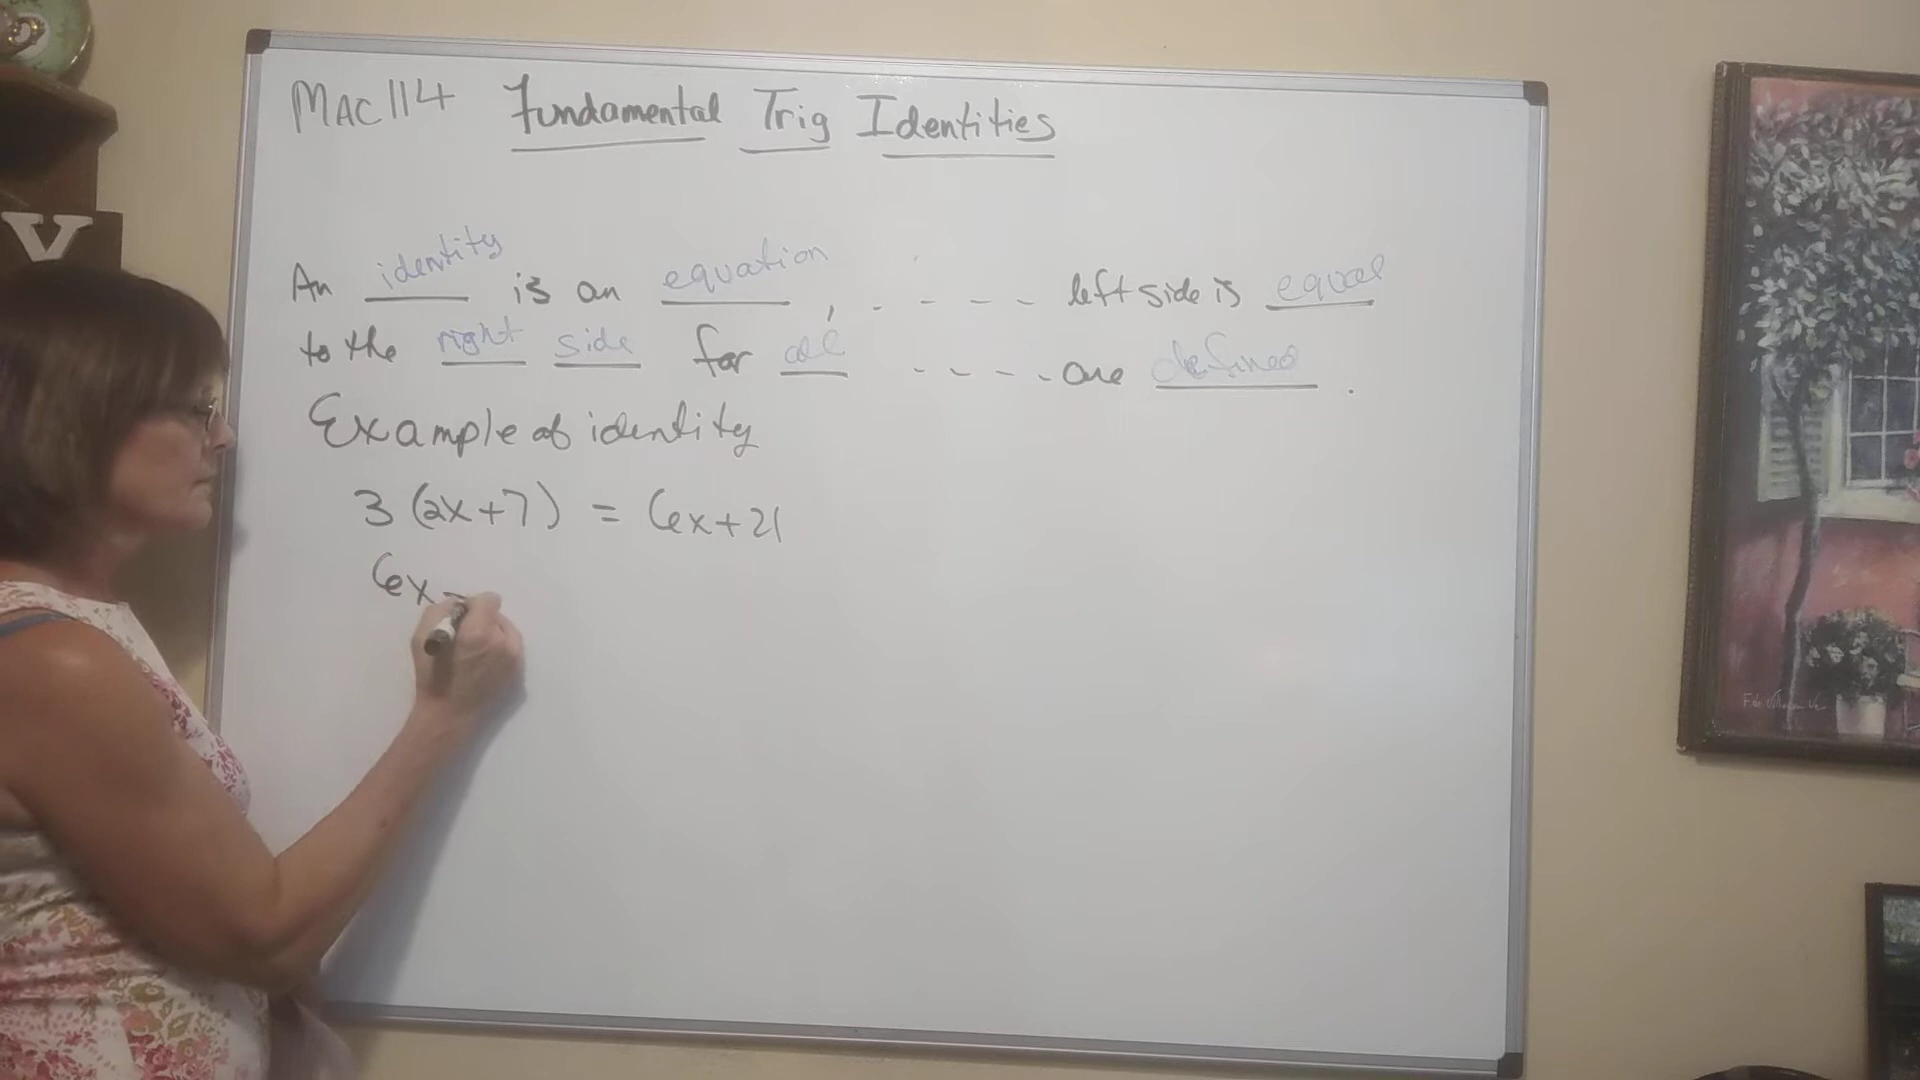 MAC 114 Fundamental Trig Identities
An identity is an equation, - - - - left side is equal
to the right side for all - - - - are defined.
Example of identity
3(2x+7) = 6x+21
6x
V